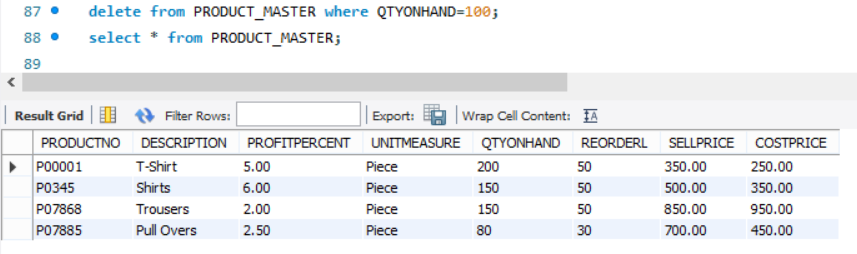 87 delete from PRODUCT_MASTER where QTYONHAND=100;
88 select * from PRODUCT_MASTER;
89
Result Grid Filter Rows: Export: Wrap Cell Content: IA
PRODUCTNO DESCRIPTION PROFITPERCENT UNITMEASURE QTYONHAND REORDERL SELLPRICE COSTPRICE
P00001 T-Shirt 5.00 Piece 200 50 350.00 250.00
P0345 Shirts 6.00 Piece 150 50 500.00 350.00
P07868 Trousers 2.00 Piece 150 50 850.00 950.00
P07885 Pull Overs 2.50 Piece 80 30 700.00 450.00